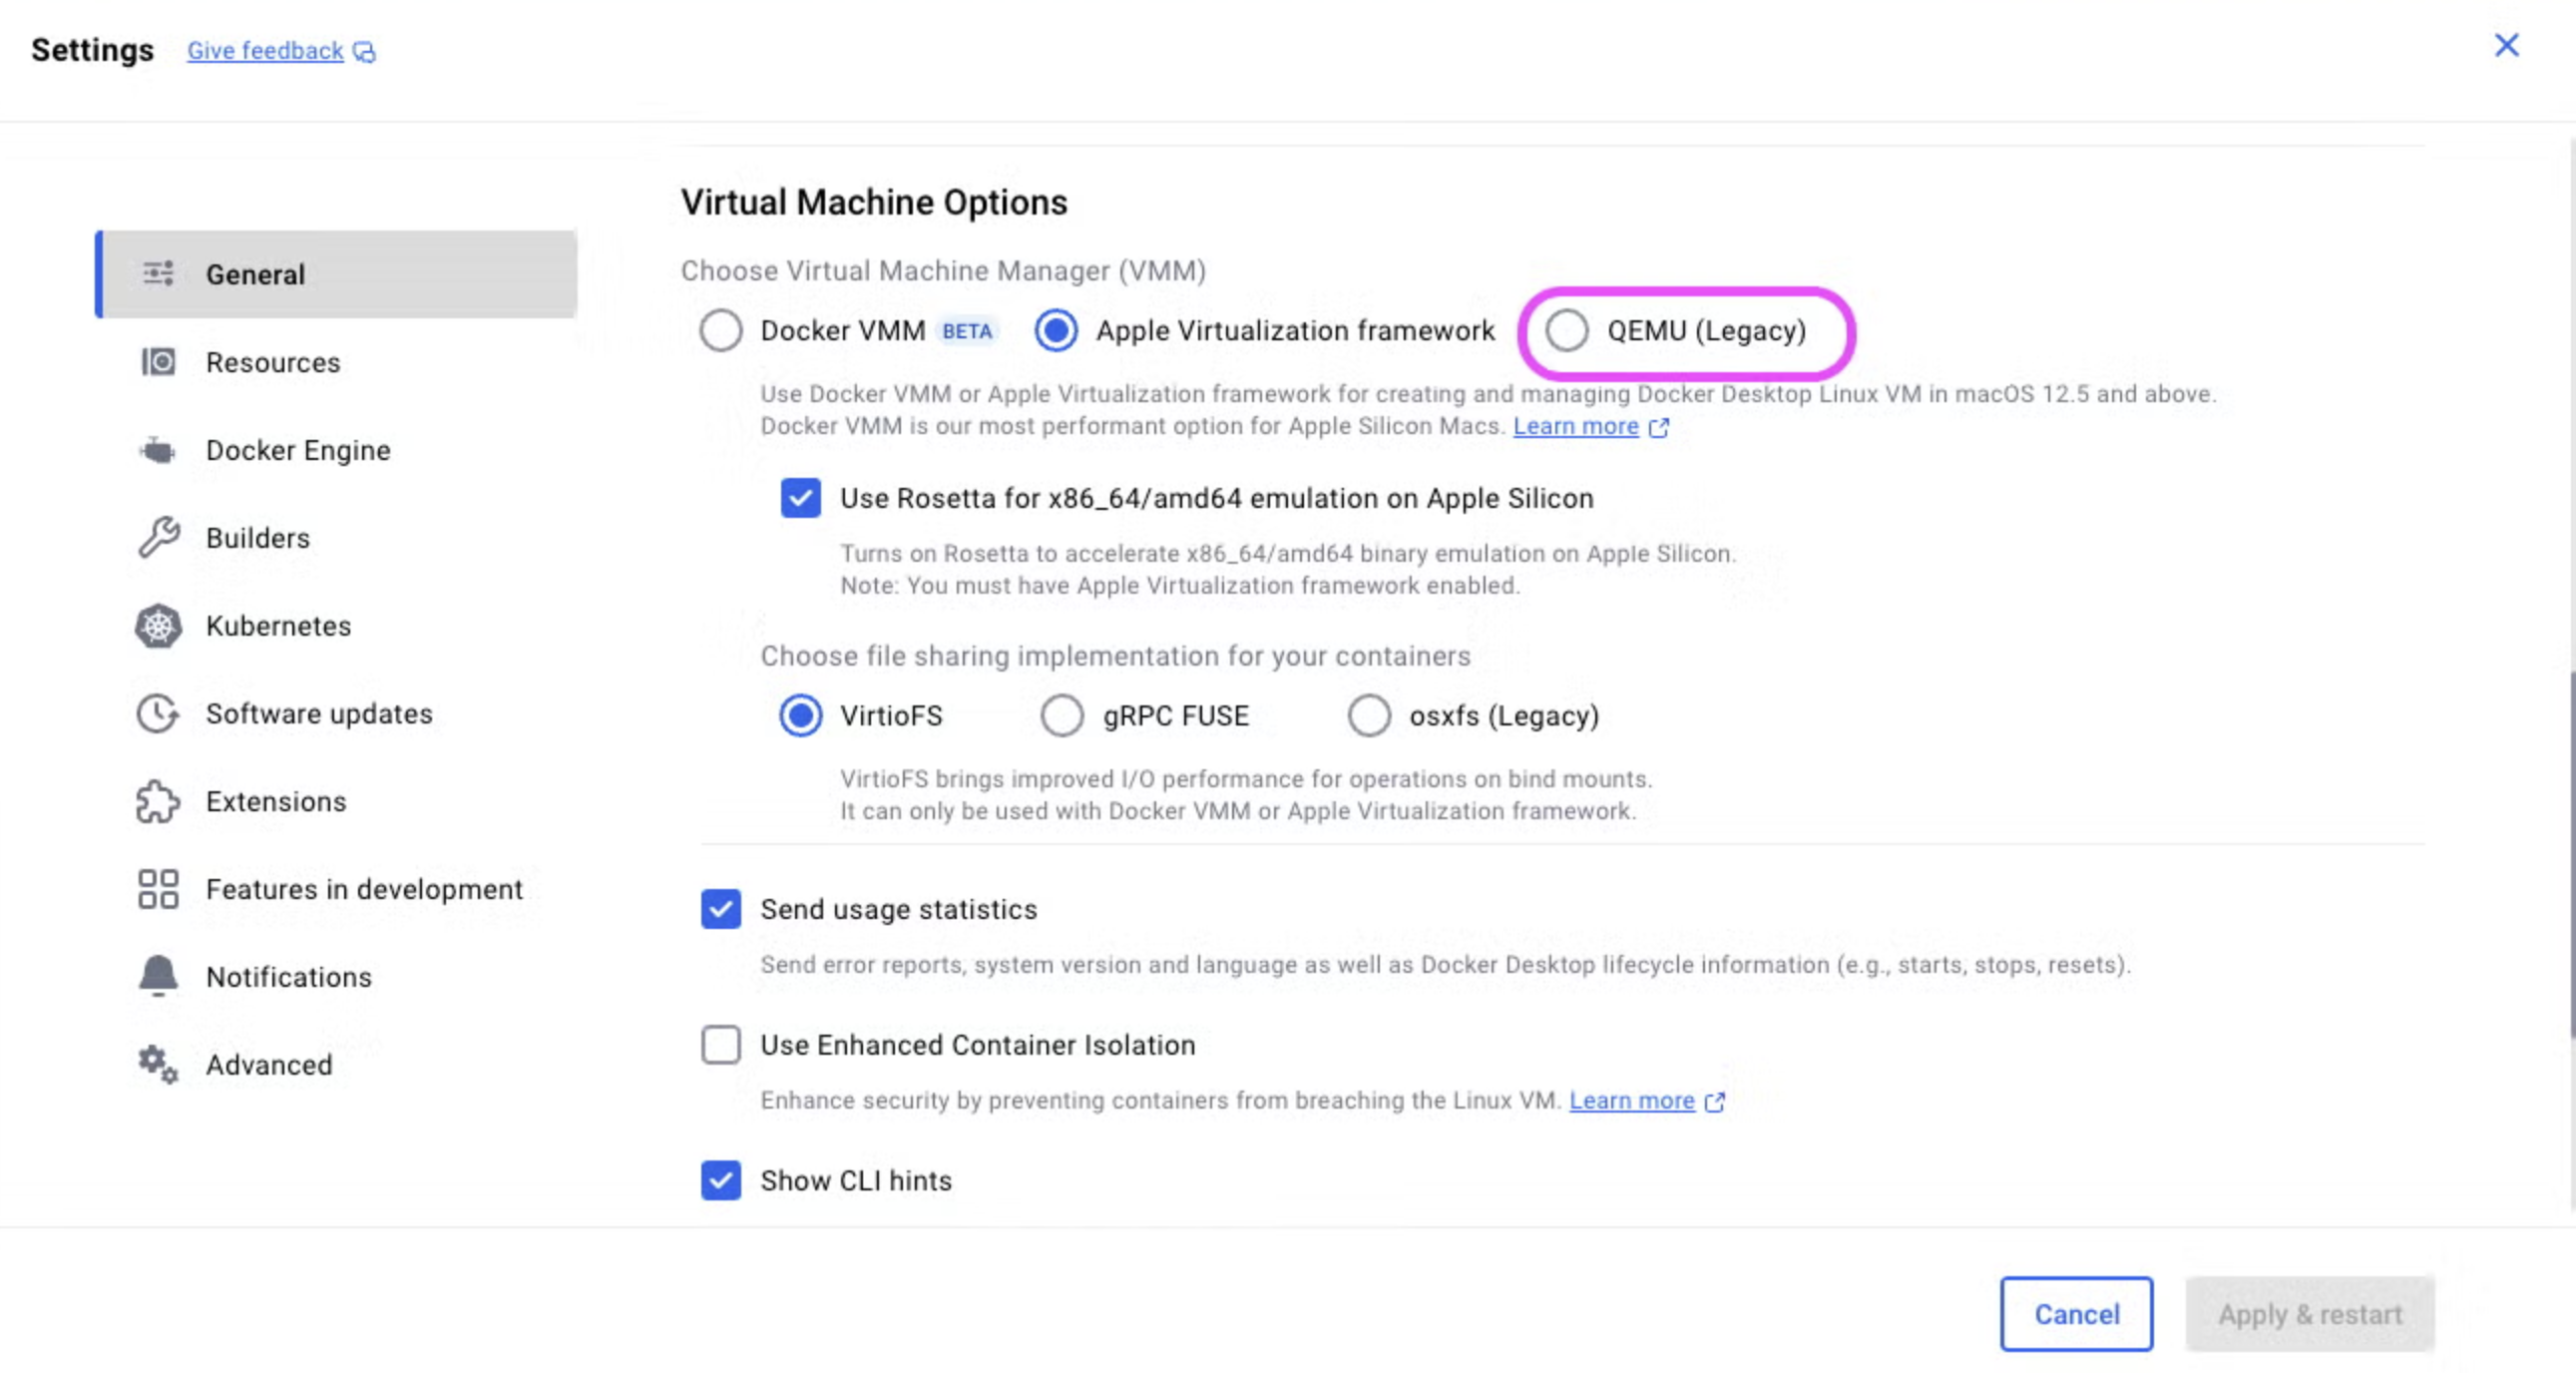 Settings Give feedback
General
Resources
Docker Engine
Builders
Kubernetes
Software updates
Extensions
Features in development
Notifications
Advanced
Virtual Machine Options
Choose Virtual Machine Manager (VMM)
Docker VMM BETA Apple Virtualization framework QEMU (Legacy)
Use Docker VMM or Apple Virtualization framework for creating and managing Docker Desktop Linux VM in macOS 12.5 and above.
Docker VMM is our most performant option for Apple Silicon Macs. Learn more
Use Rosetta for x86_64/amd64 emulation on Apple Silicon
Turns on Rosetta to accelerate x86_64/amd64 binary emulation on Apple Silicon.
Note: You must have Apple Virtualization framework enabled.
Choose file sharing implementation for your containers
VirtioFS gRPC FUSE osxfs (Legacy)
VirtioFS brings improved I/O performance for operations on bind mounts.
It can only be used with Docker VMM or Apple Virtualization framework.
Send usage statistics
Send error reports, system version and language as well as Docker Desktop lifecycle information (e.g., starts, stops, resets).
Use Enhanced Container Isolation
Enhance security by preventing containers from breaching the Linux VM. Learn more
Show CLI hints
Cancel Apply & restart